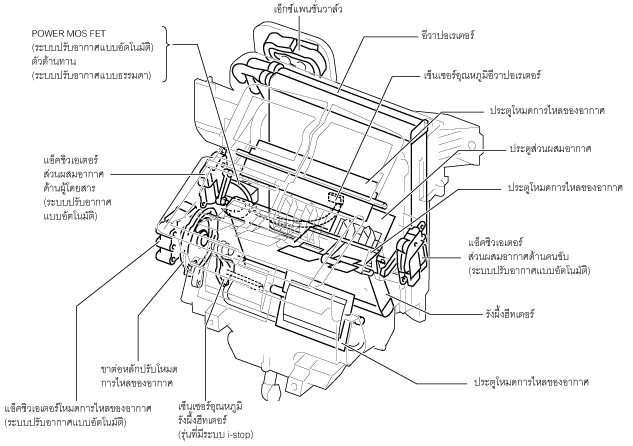 เอ็กซ์แพนชั่นวาล์ว
POWER MOS FET
(ระบบปรับอากาศแบบอัตโนมัติ)
ตัวต้านทาน
(ระบบปรับอากาศแบบธรรมดา)
อีวาปอเรเตอร์
เซ็นเซอร์อุณหภูมิอีวาปอเรเตอร์
ประตูโหมดการไหลของอากาศ
ประตูส่วนผสมอากาศ
ประตูโหมดการไหลของอากาศ
แอ็คชิวเอเตอร์
ส่วนผสมอากาศ
ด้านผู้โดยสาร
(ระบบปรับอากาศ
แบบอัตโนมัติ)
แอ็คชิวเอเตอร์
ส่วนผสมอากาศด้านคนขับ
(ระบบปรับอากาศแบบอัตโนมัติ)
รังผึ้งฮีทเตอร์
ขาต่อหลักปรับโหมด
การไหลของอากาศ
ประตูโหมดการไหลของอากาศ
แอ็คชิวเอเตอร์โหมดการไหลของอากาศ
(ระบบปรับอากาศแบบอัตโนมัติ)
เซ็นเซอร์อุณหภูมิ
รังผึ้งฮีทเตอร์
(รุ่นที่มีระบบ i-stop)